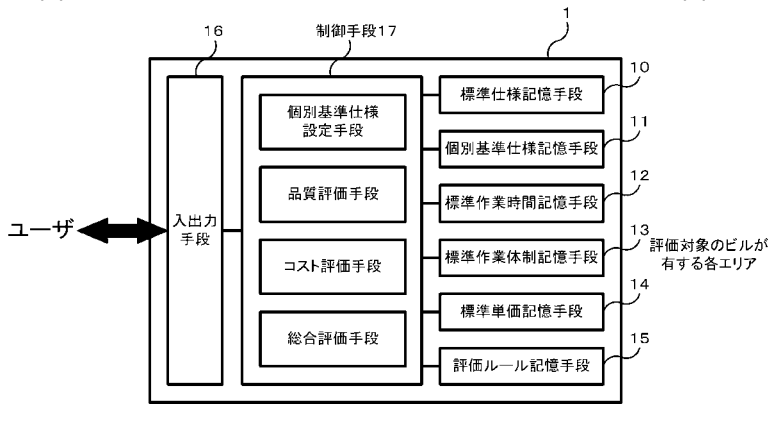 1
16
制御手段17
10
標準仕様記憶手段
個別基準仕様
設定手段
11
個別基準仕様記憶手段
品質評価手段
12
標準作業時間記憶手段
ユーザ
入出力
手段
13
標準作業体制記憶手段
評価対象のビルが
有する各エリア
コスト評価手段
14
標準単価記憶手段
総合評価手段
15
評価ルール記憶手段